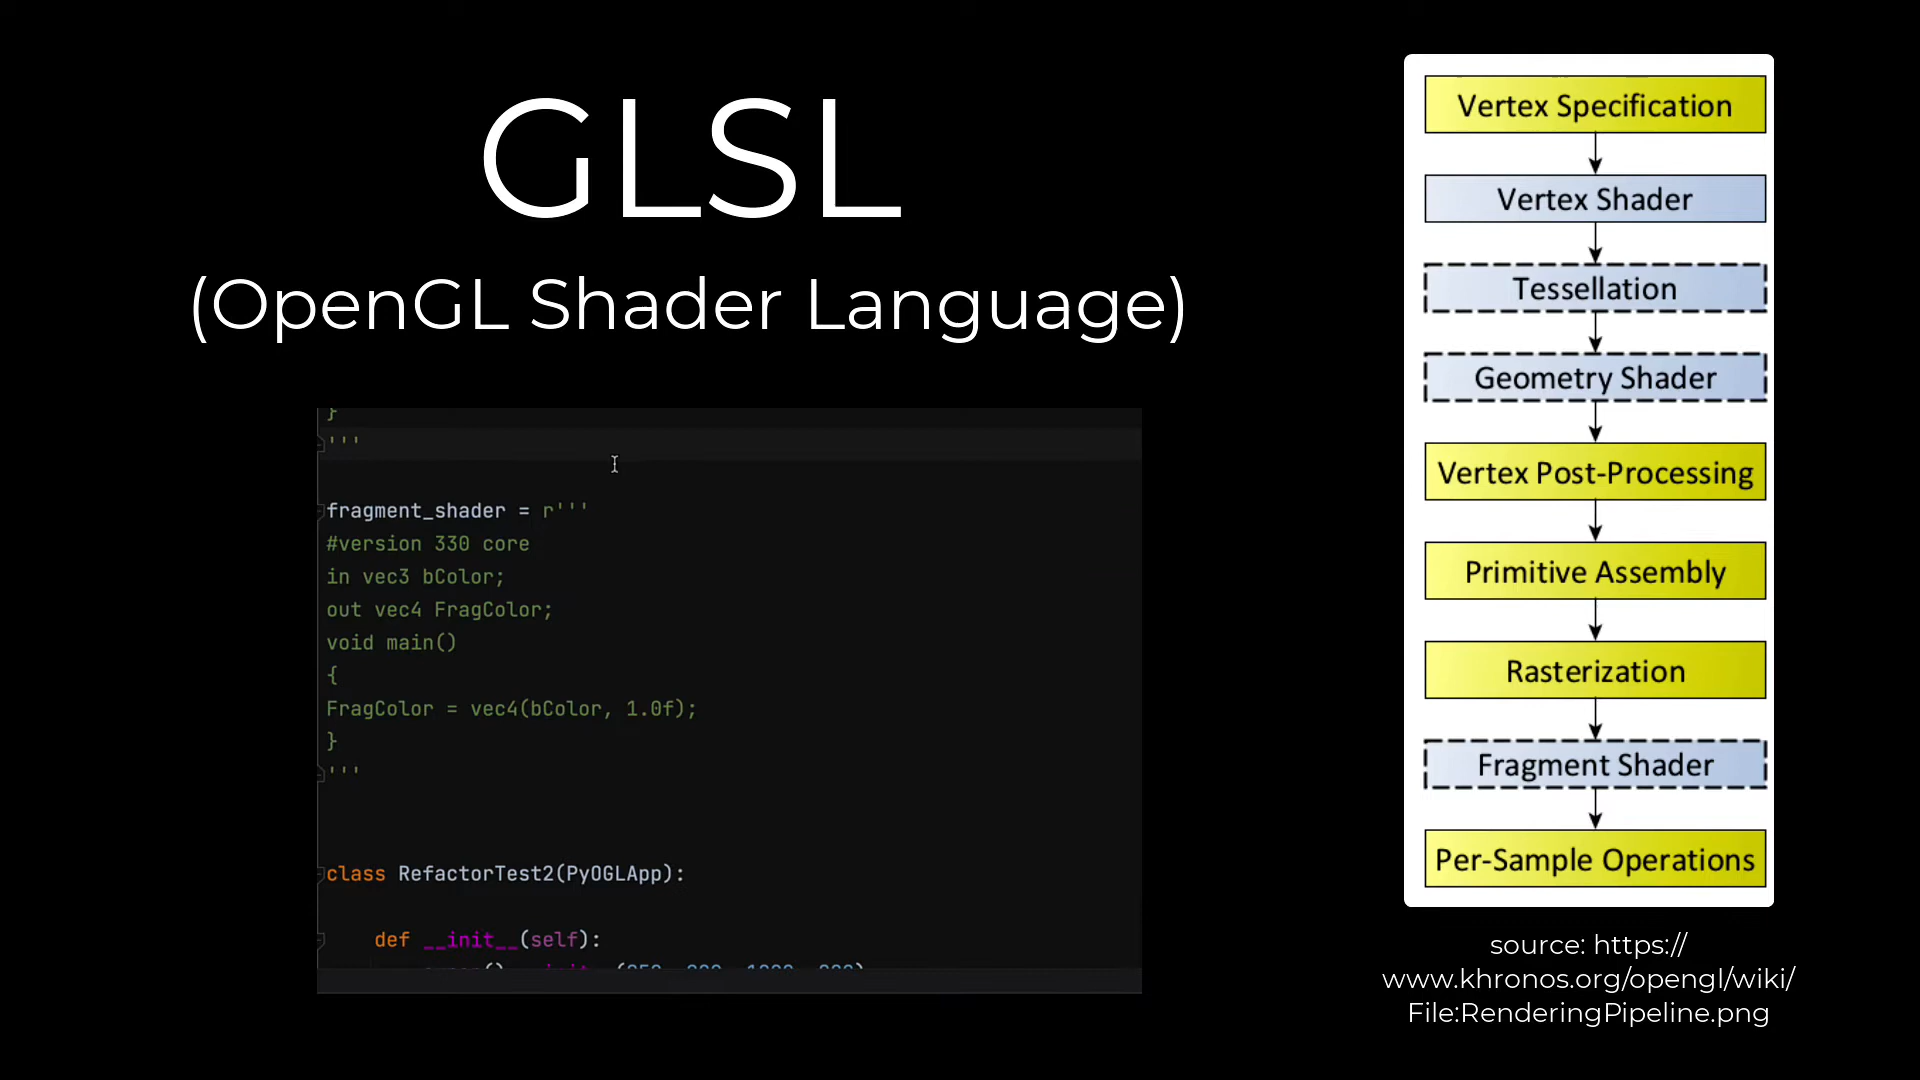 GLSL
(OpenGL Shader Language)
}
'''
fragment_shader = r'''
#version 330 core
in vec3 bColor;
out vec4 FragColor;
void main()
{
FragColor = vec4(bColor, 1.0f);
}
'''
class RefactorTest2(PyOGLApp):
def __init__(self):
Vertex Specification
Vertex Shader
Tessellation
Geometry Shader
Vertex Post-Processing
Primitive Assembly
Rasterization
Fragment Shader
Per-Sample Operations
source: https://
www.khronos.org/opengl/wiki/
File:RenderingPipeline.png